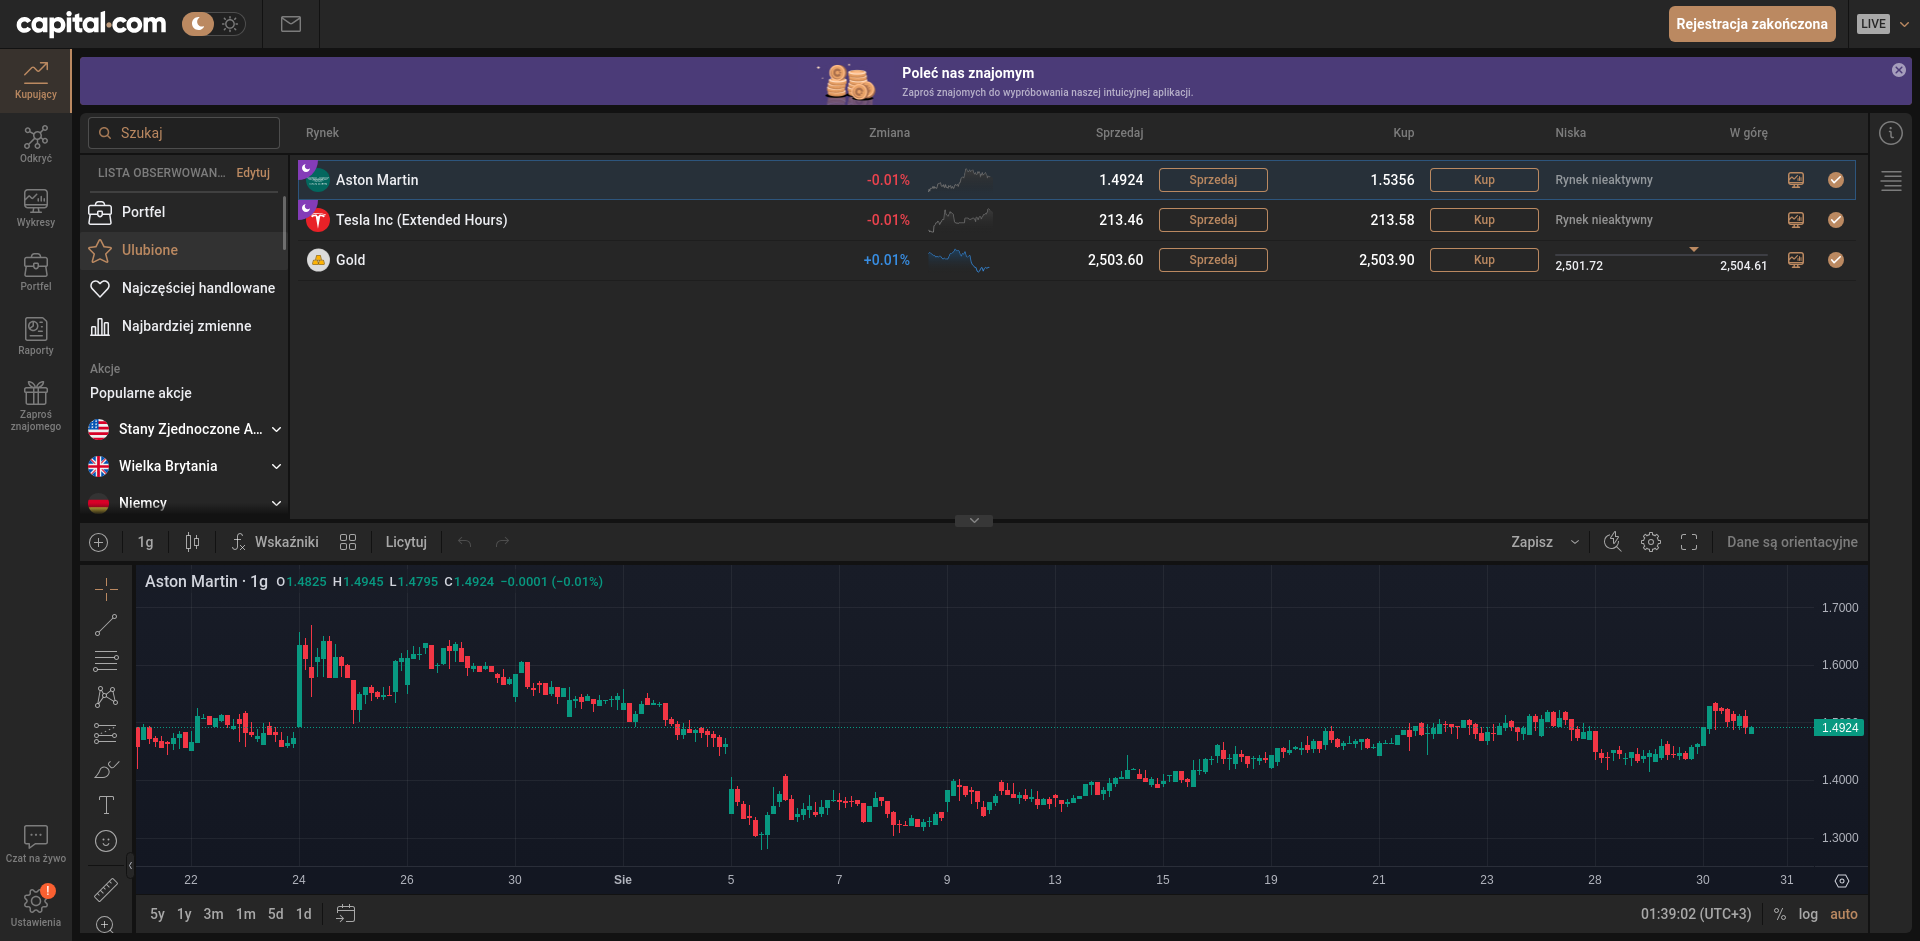 capital.com
Rejestracja zakończona
LIVE
Kupujący
Odkryć
Wykresy
Portfel
Raporty
Zaproś
znajomego
Czat na żywo
Ustawienia
Poleć nas znajomym
Zaproś znajomych do wypróbowania naszej intuicyjnej aplikacji.
Szukaj
Rynek Zmiana Sprzedaj Kup Niska W górę
LISTA OBSERWOWAN... Edytuj
Portfel
Ulubione
Najczęściej handlowane
Najbardziej zmienne
Akcje
Popularne akcje
Stany Zjednoczone A...
Wielka Brytania
Niemcy
Aston Martin -0.01% 1.4924 Sprzedaj 1.5356 Kup Rynek nieaktywny
Tesla Inc (Extended Hours) -0.01% 213.46 Sprzedaj 213.58 Kup Rynek nieaktywny
Gold +0.01% 2,503.60 Sprzedaj 2,503.90 Kup 2,501.72 2,504.61
1g Wskaźniki Licytuj Zapisz Dane są orientacyjne
Aston Martin · 1g O1.4825 H1.4945 L1.4795 C1.4924 −0.0001 (−0.01%)
1.7000
1.6000
1.4924
1.4000
1.3000
22 24 26 30 Sie 5 7 9 13 15 19 21 23 28 30 31
5y 1y 3m 1m 5d 1d 01:39:02 (UTC+3) % log auto